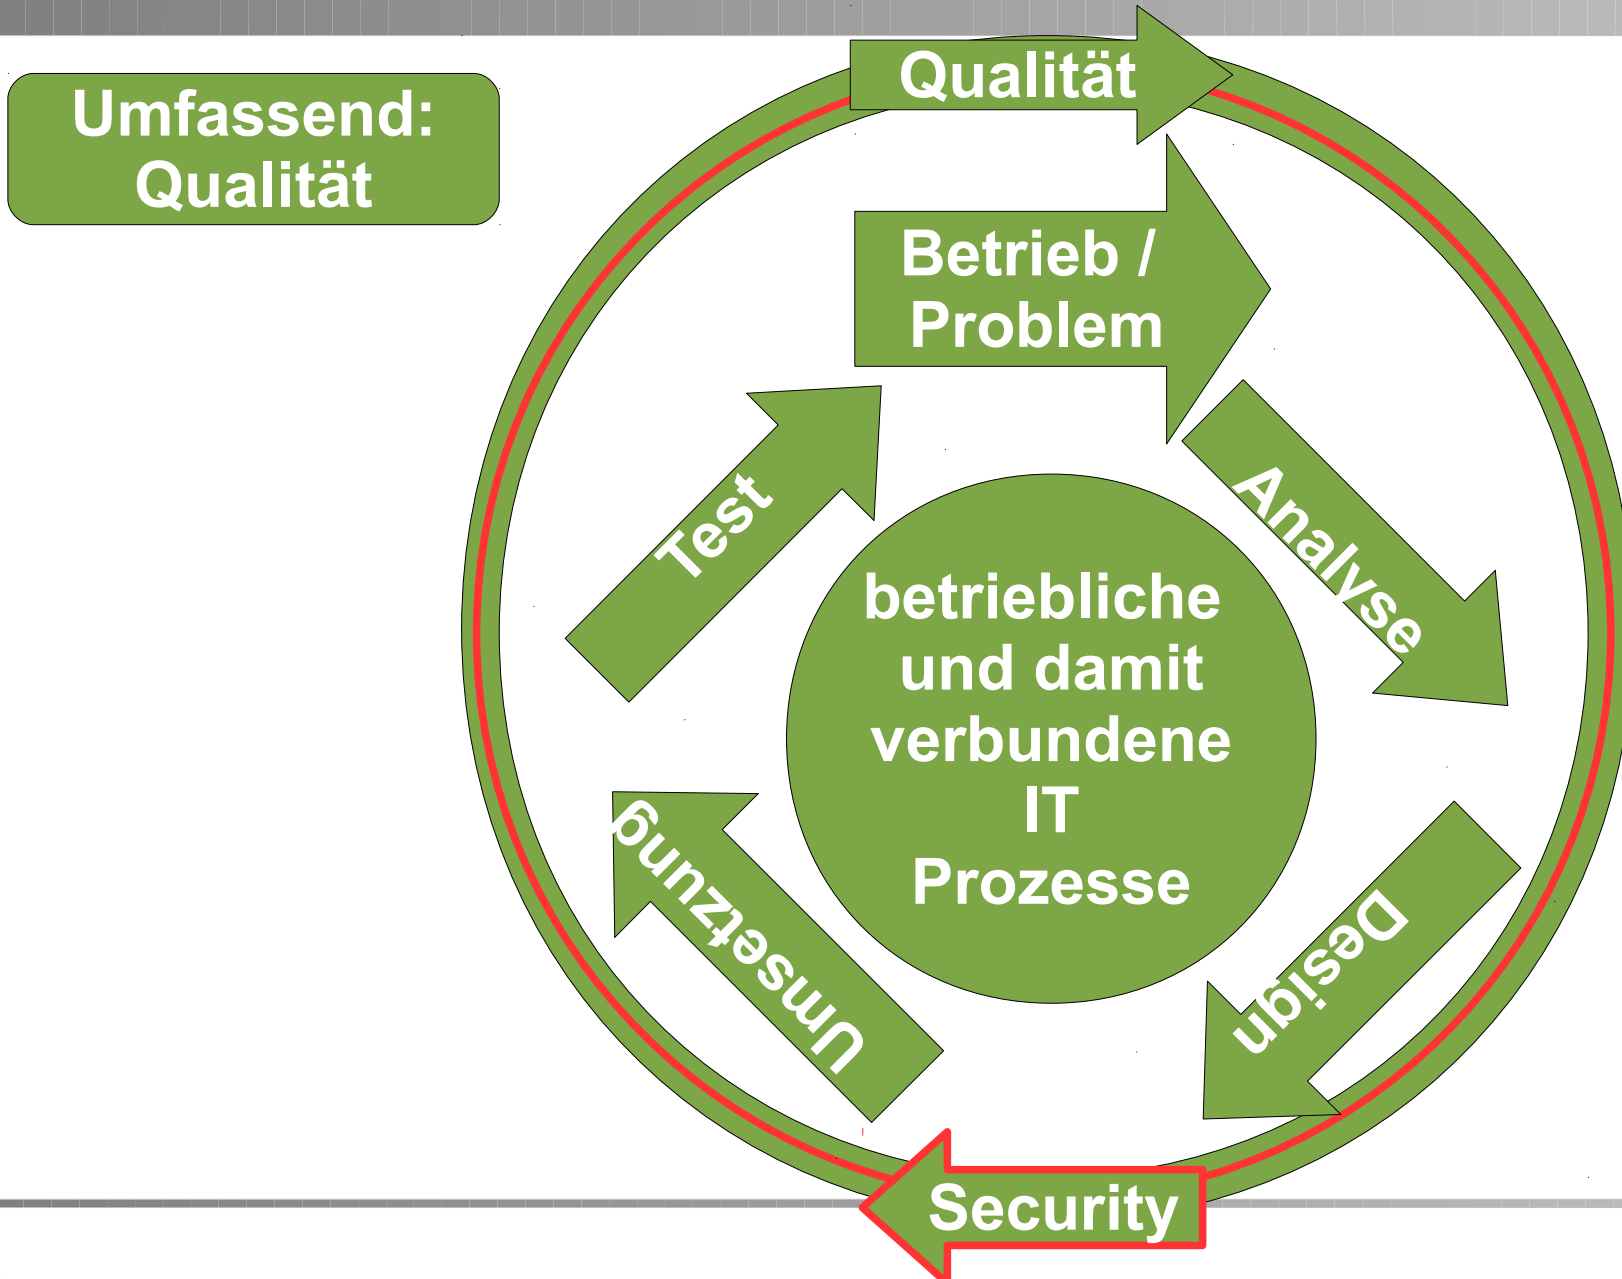 Umfassend:
Qualität
Qualität
Betrieb /
Problem
Analyse
Design
Security
Umsetzung
Test
betriebliche
und damit
verbundene
IT
Prozesse